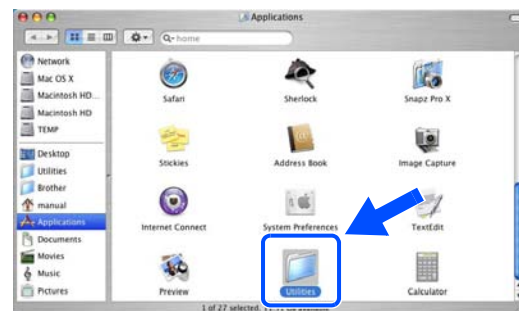 Applications
home
Network
Mac OS X
Macintosh HD...
Macintosh HD
TEMP
Desktop
Utilities
Brother
manual
Applications
Documents
Movies
Music
Pictures
Safari
Sherlock
Snapz Pro X
Stickies
Address Book
Image Capture
Internet Connect
System Preferences
TextEdit
Preview
Utilities
Calculator
1 of 27 selected,